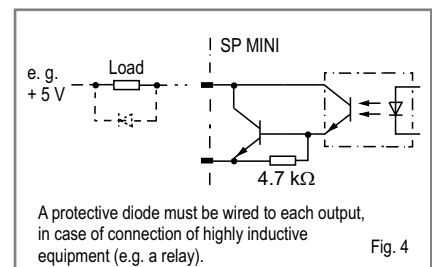 SP MINI
Load
e. g.
+ 5 V
4.7 kΩ
A protective diode must be wired to each output,
in case of connection of highly inductive
equipment (e.g. a relay).
Fig. 4